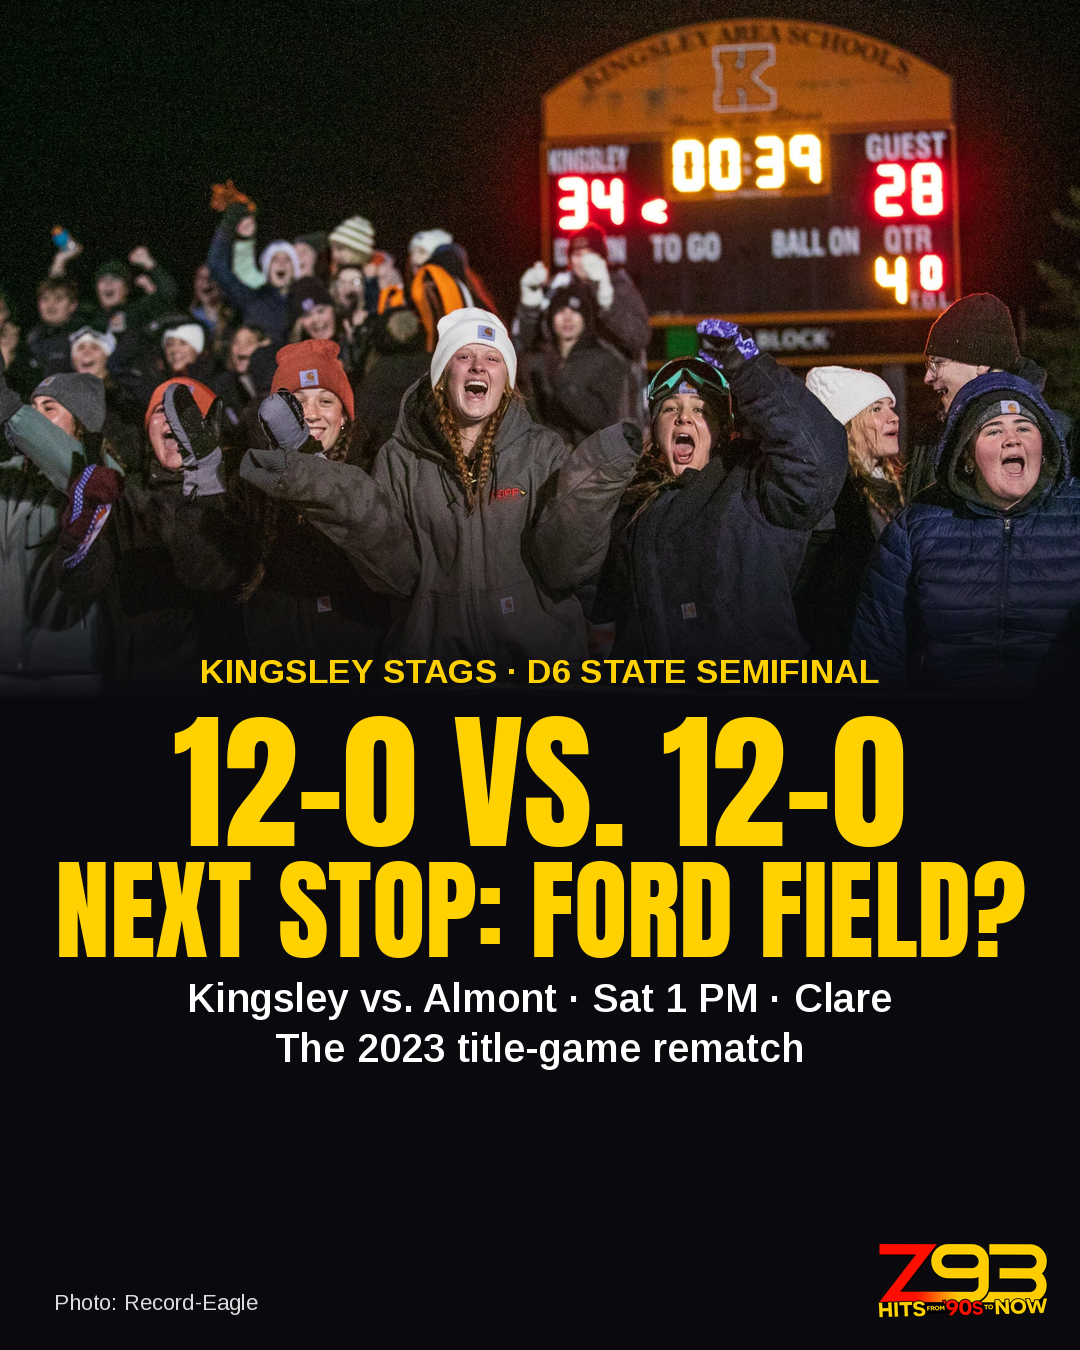 KINGSLEY AREA SCHOOLS
K
KINGSLEY
00:39
GUEST
34
28
TO GO
BALL ON
QTR
4 0
BLOCK
KINGSLEY STAGS · D6 STATE SEMIFINAL
12-0 VS. 12-0
NEXT STOP: FORD FIELD?
Kingsley vs. Almont · Sat 1 PM · Clare
The 2023 title-game rematch
Photo: Record-Eagle
Z93
HITS FROM '90S TO NOW